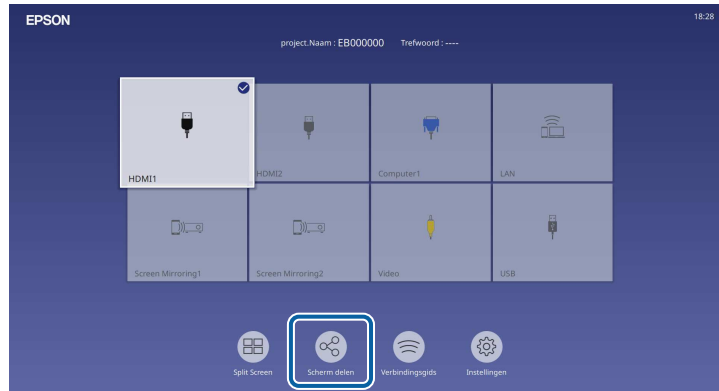 EPSON
18:28
project.Naam : EB000000 Trefwoord : ----
HDMI1
HDMI2
Computer1
LAN
Screen Mirroring1
Screen Mirroring2
Video
USB
Split Screen
Scherm delen
Verbindingsgids
Instellingen